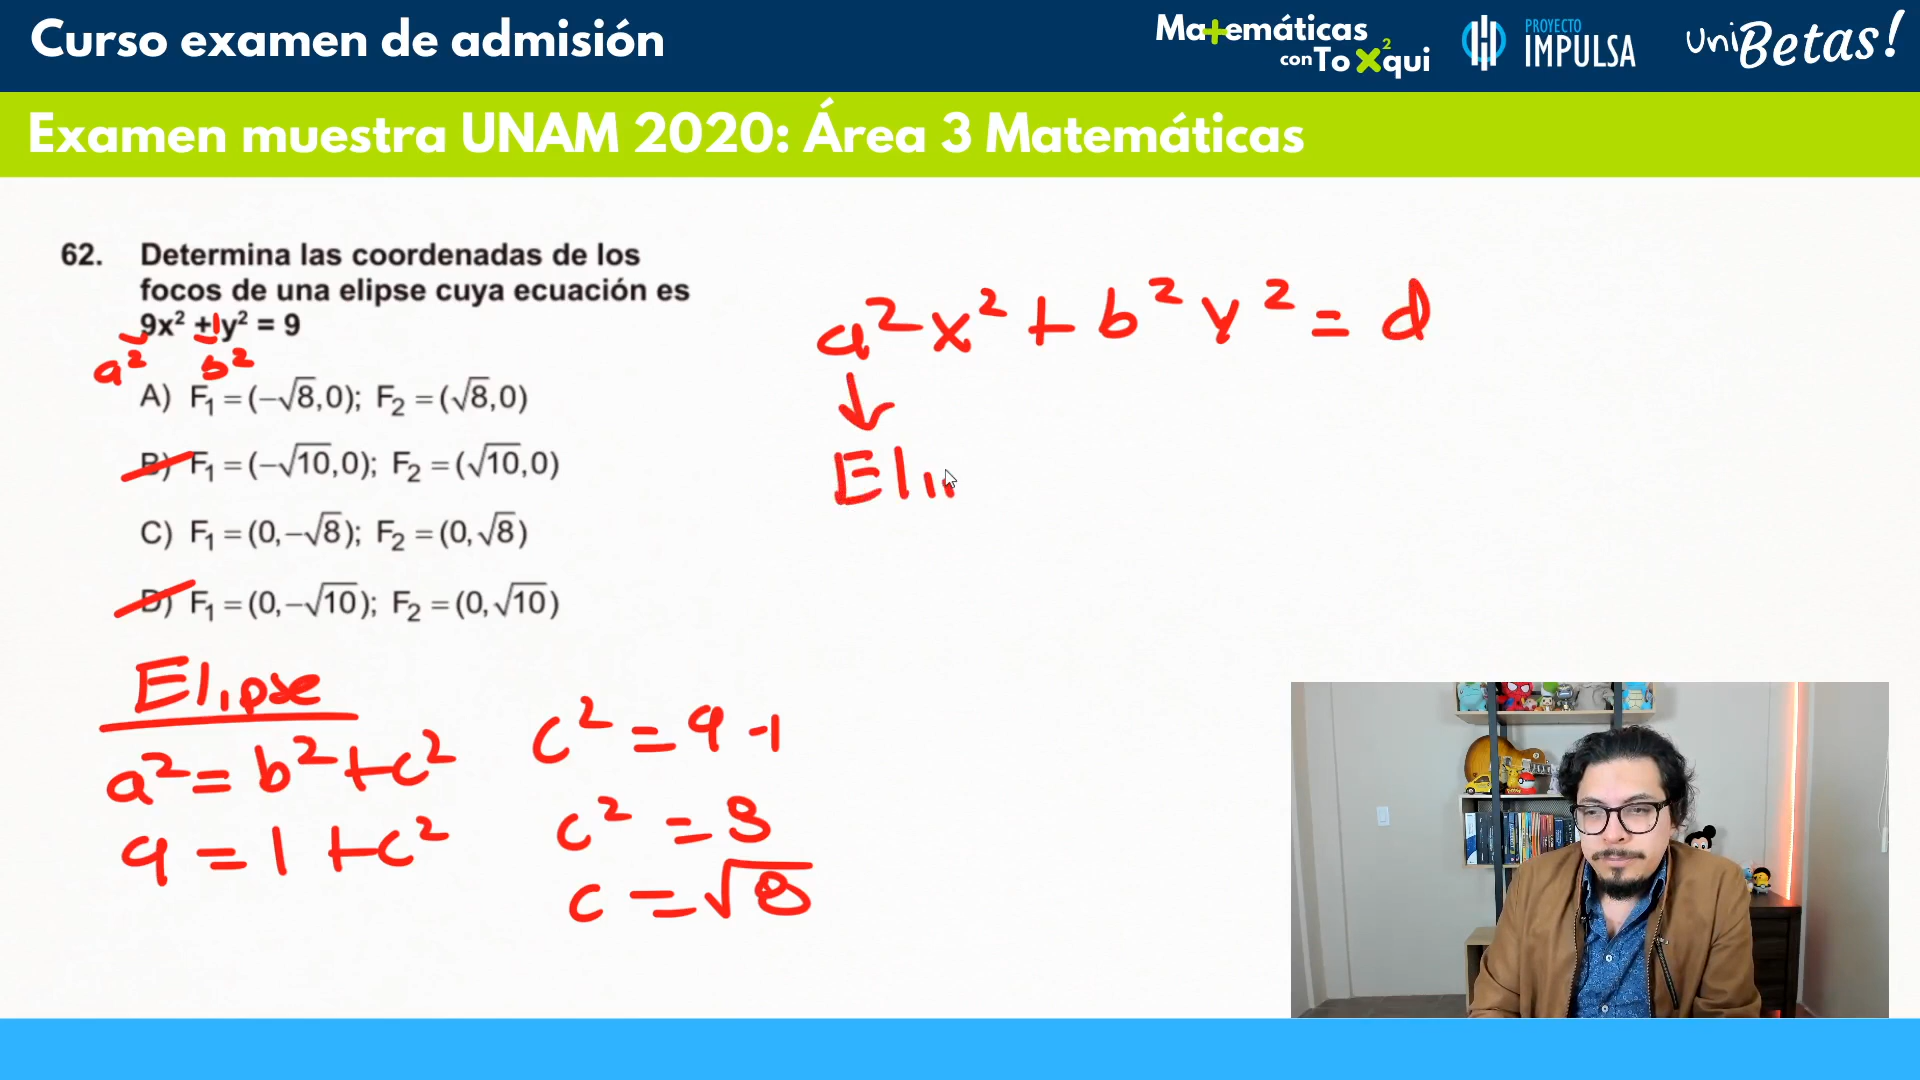 Curso examen de admisión
Matemáticas
con Toxqui
2
PROYECTO
IMPULSA
uniBetas!
Examen muestra UNAM 2020: Área 3 Matemáticas
62. Determina las coordenadas de los
focos de una elipse cuya ecuación es
9x² +1y² = 9
a² b²
A) F₁ = (−√8,0); F₂ = (√8,0)
B) F₁ = (−√10,0); F₂ = (√10,0)
C) F₁ = (0,−√8); F₂ = (0,√8)
D) F₁ = (0,−√10); F₂ = (0,√10)
Elipse
a² = b² + c²
9 = 1 + c²
c² = 9 - 1
c² = 8
c = √8
a²x² + b²y² = d
↓
Eli